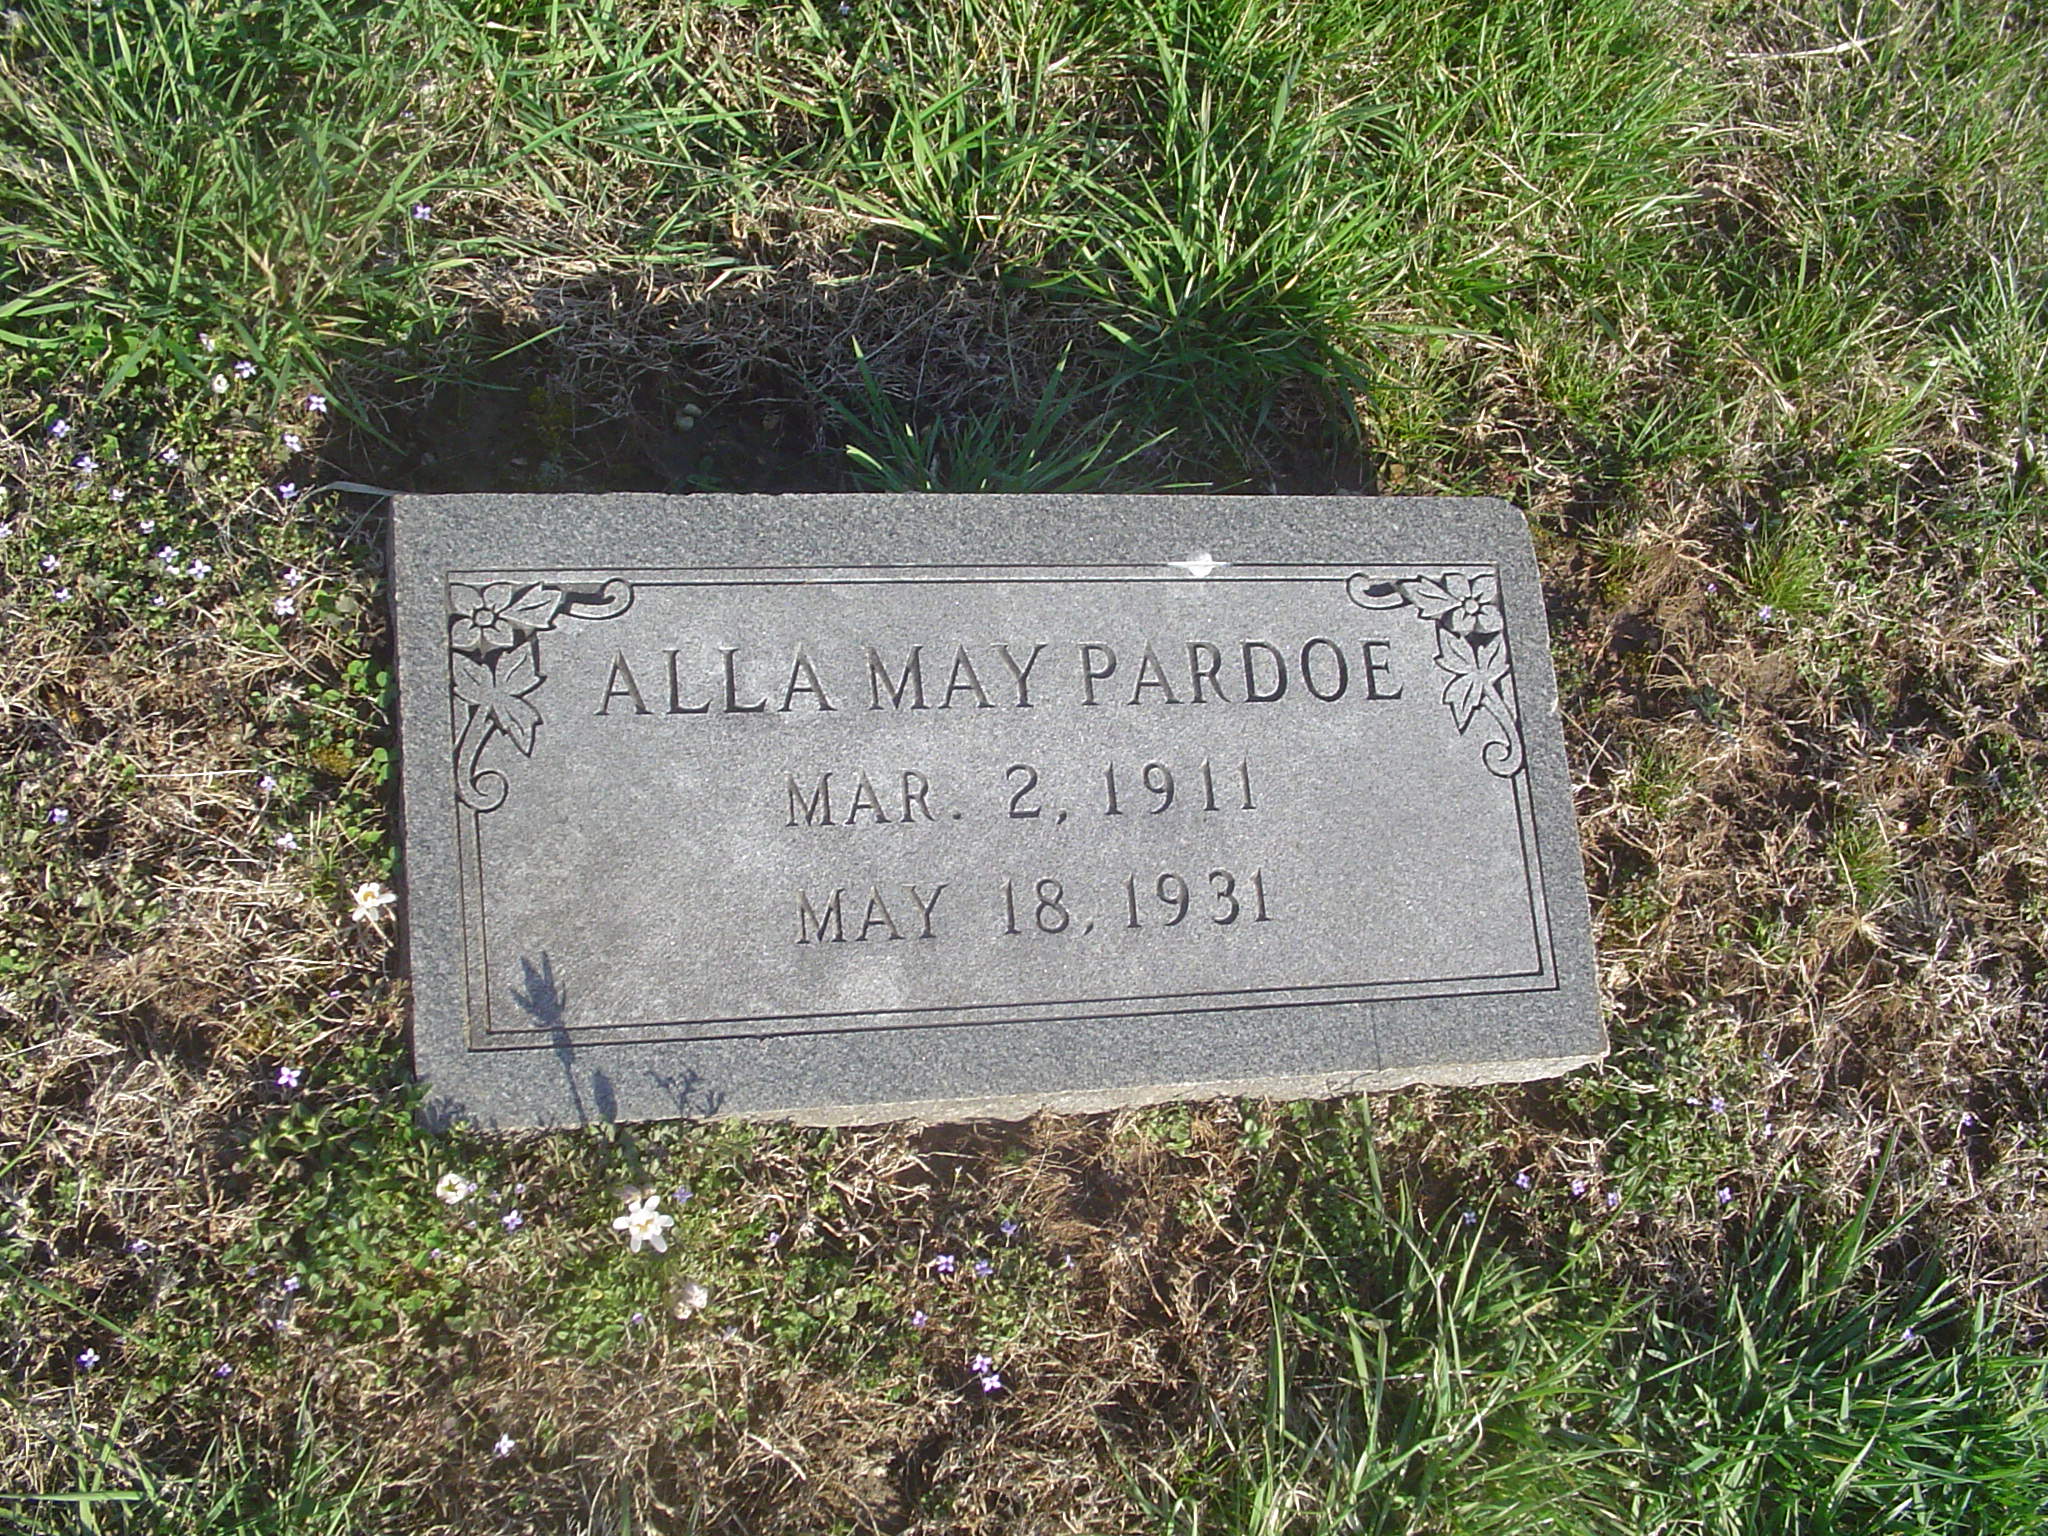 ALLA MAY PARDOE
MAR. 2, 1911
MAY 18, 1931